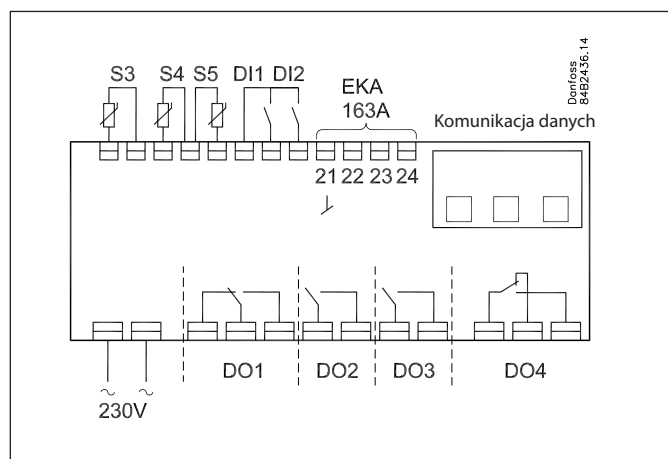 S3 S4 S5 DI1 DI2
EKA
163A
Danfoss
84B2436.14
Komunikacja danych
21 22 23 24
DO1 DO2 DO3 DO4
230V